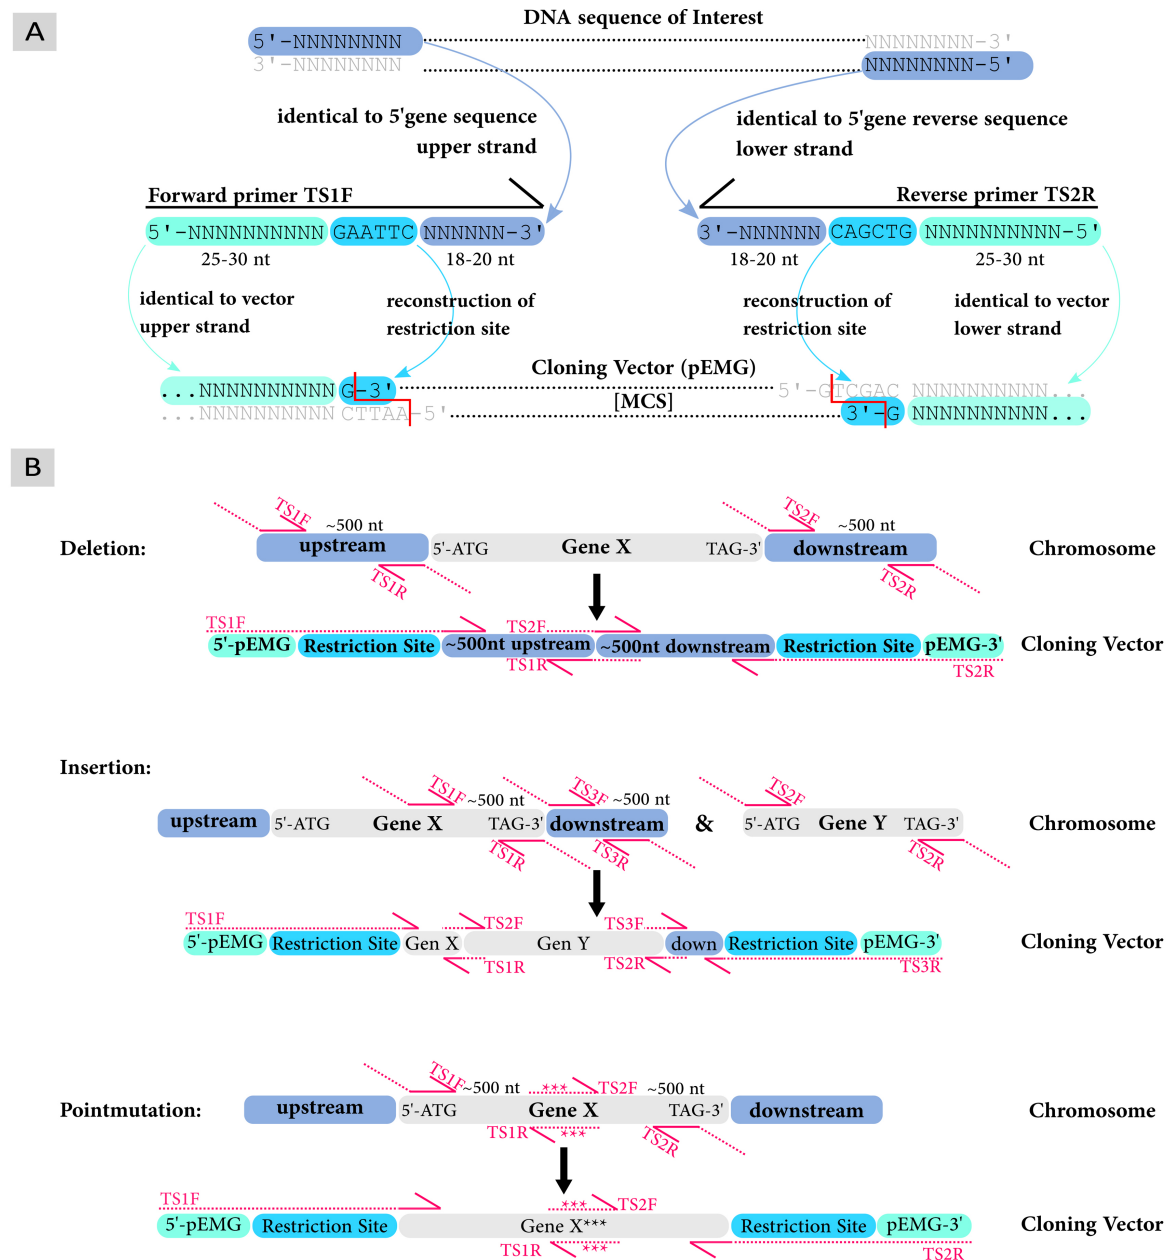 A
DNA sequence of Interest
5'-NNNNNNNN NNNNNNNN-3'
3'-NNNNNNNN NNNNNNNN-5'
identical to 5'gene sequence
upper strand
identical to 5'gene reverse sequence
lower strand
Forward primer TS1F
Reverse primer TS2R
5'-NNNNNNNNNN GAATTC NNNNNN-3'
3'-NNNNNN CAGCTG NNNNNNNNNN-5'
25-30 nt 18-20 nt
18-20 nt 25-30 nt
identical to vector
upper strand
reconstruction of
restriction site
reconstruction of
restriction site
identical to vector
lower strand
Cloning Vector (pEMG)
[MCS]
...NNNNNNNNNN G-3' 5'-GTCGAC NNNNNNNNNN...
...NNNNNNNNNN CTTAA-5' 3'-G NNNNNNNNNN...
B
Deletion:
TS1F ~500 nt TS2F ~500 nt
upstream 5'-ATG Gene X TAG-3' downstream Chromosome
TS1R TS2R
TS1F TS2F
5'-pEMG Restriction Site ~500nt upstream ~500nt downstream Restriction Site pEMG-3' Cloning Vector
TS1R TS2R
Insertion:
TS1F ~500 nt TS3F ~500 nt TS2F
upstream 5'-ATG Gene X TAG-3' downstream & 5'-ATG Gene Y TAG-3' Chromosome
TS1R TS3R TS2R
TS1F TS2F TS3F
5'-pEMG Restriction Site Gen X Gen Y down Restriction Site pEMG-3' Cloning Vector
TS1R TS2R TS3R
Pointmutation:
TS1F ~500 nt *** TS2F ~500 nt
upstream 5'-ATG Gene X TAG-3' downstream Chromosome
TS1R *** TS2R
TS1F *** TS2F
5'-pEMG Restriction Site Gene X*** Restriction Site pEMG-3' Cloning Vector
TS1R *** TS2R